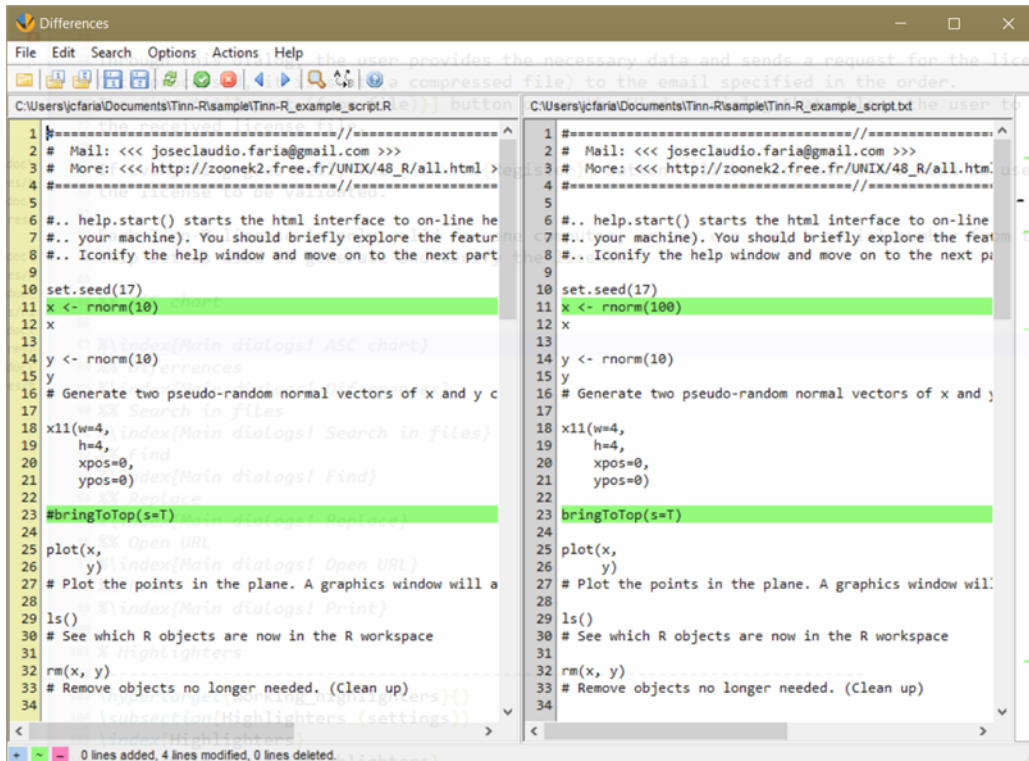 Differences
File Edit Search Options Actions Help
C:\Users\jcfaria\Documents\Tinn-R\sample\Tinn-R_example_script.R
1 #=====================================//==================
2 #  Mail: <<< joseclaudio.faria@gmail.com >>>
3 #  More: <<< http://zoonek2.free.fr/UNIX/48_R/all.html
4 #=====================================//==================
5
6 #.. help.start() starts the html interface to on-line he
7 #.. your machine). You should briefly explore the featur
8 #.. Iconify the help window and move on to the next part
9
10 set.seed(17)
11 x <- rnorm(10)
12 x
13
14 y <- rnorm(10)
15 y
16 # Generate two pseudo-random normal vectors of x and y c
17
18 x11(w=4,
19     h=4,
20     xpos=0,
21     ypos=0)
22
23 #bringToTop(s=T)
24
25 plot(x,
26      y)
27 # Plot the points in the plane. A graphics window will a
28
29 ls()
30 # See which R objects are now in the R workspace
31
32 rm(x, y)
33 # Remove objects no longer needed. (Clean up)
34
C:\Users\jcfaria\Documents\Tinn-R\sample\Tinn-R_example_script.txt
1 #=====================================//==================
2 #  Mail: <<< joseclaudio.faria@gmail.com >>>
3 #  More: <<< http://zoonek2.free.fr/UNIX/48_R/all.html
4 #=====================================//==================
5
6 #.. help.start() starts the html interface to on-line
7 #.. your machine). You should briefly explore the feat
8 #.. Iconify the help window and move on to the next pa
9
10 set.seed(17)
11 x <- rnorm(100)
12 x
13
14 y <- rnorm(10)
15 y
16 # Generate two pseudo-random normal vectors of x and y
17
18 x11(w=4,
19     h=4,
20     xpos=0,
21     ypos=0)
22
23 bringToTop(s=T)
24
25 plot(x,
26      y)
27 # Plot the points in the plane. A graphics window wil
28
29 ls()
30 # See which R objects are now in the R workspace
31
32 rm(x, y)
33 # Remove objects no longer needed. (Clean up)
34
+ ~ – 0 lines added, 4 lines modified, 0 lines deleted.